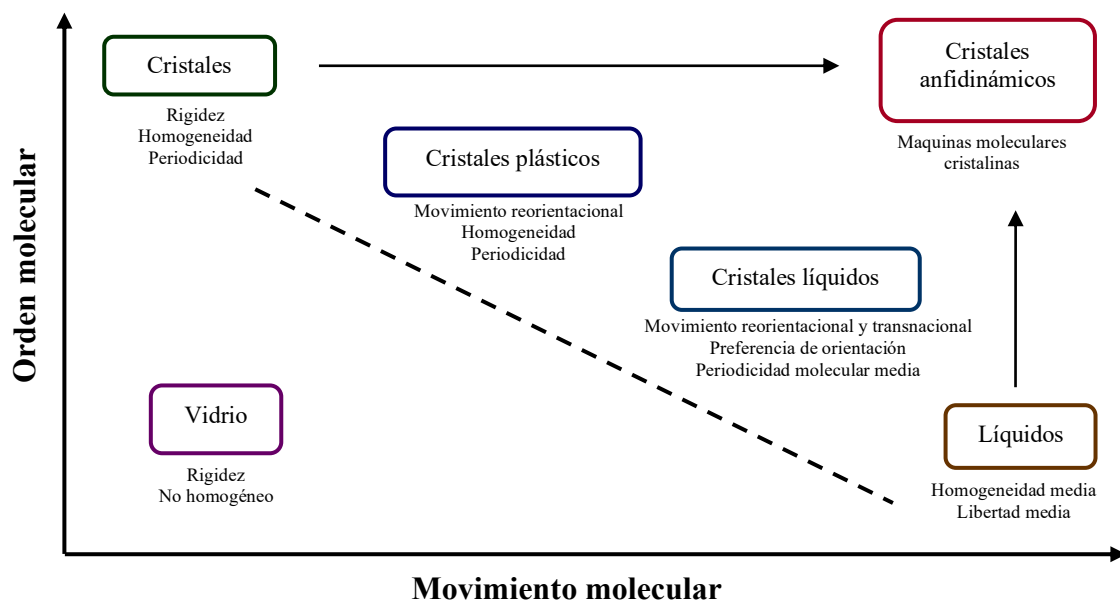 Cristales
Rigidez
Homogeneidad
Periodicidad
Cristales
anfidinámicos
Maquinas moleculares
cristalinas
Cristales plásticos
Movimiento reorientacional
Homogeneidad
Periodicidad
Cristales líquidos
Movimiento reorientacional y transnacional
Preferencia de orientación
Periodicidad molecular media
Vidrio
Rigidez
No homogéneo
Líquidos
Homogeneidad media
Libertad media
Orden molecular
Movimiento molecular